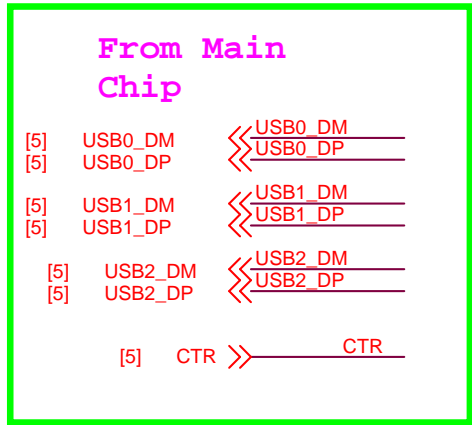 From Main
Chip
[5] USB0_DM USB0_DM
[5] USB0_DP USB0_DP
[5] USB1_DM USB1_DM
[5] USB1_DP USB1_DP
[5] USB2_DM USB2_DM
[5] USB2_DP USB2_DP
[5] CTR CTR